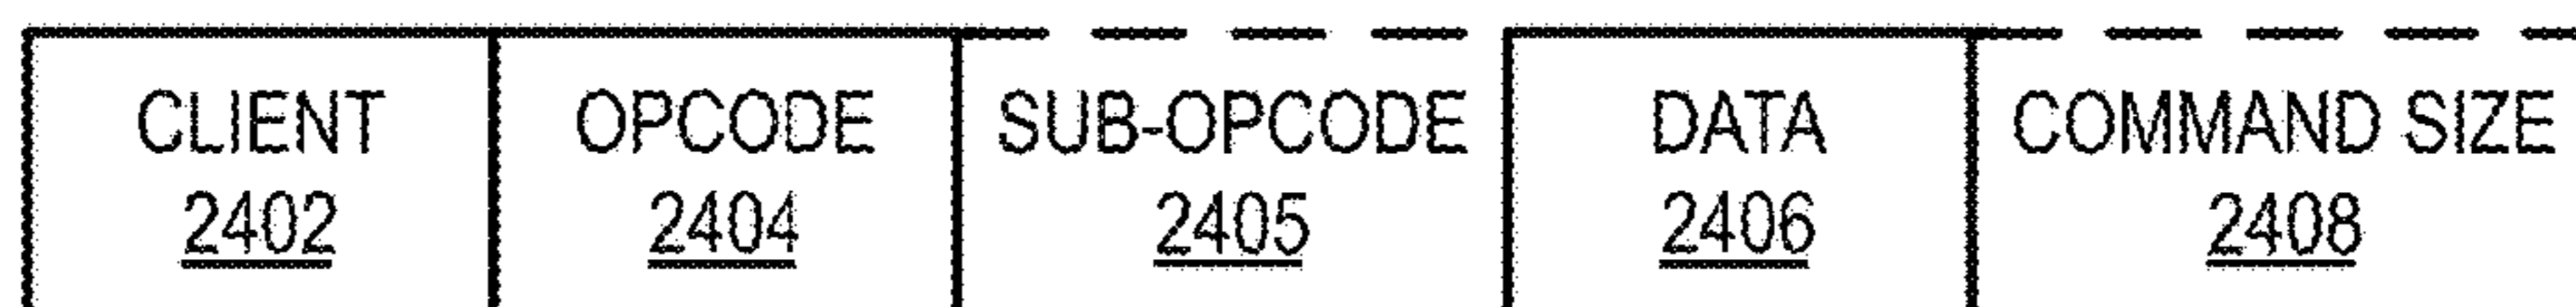 CLIENT OPCODE SUB-OPCODE DATA COMMAND SIZE
2402 2404 2405 2406 2408